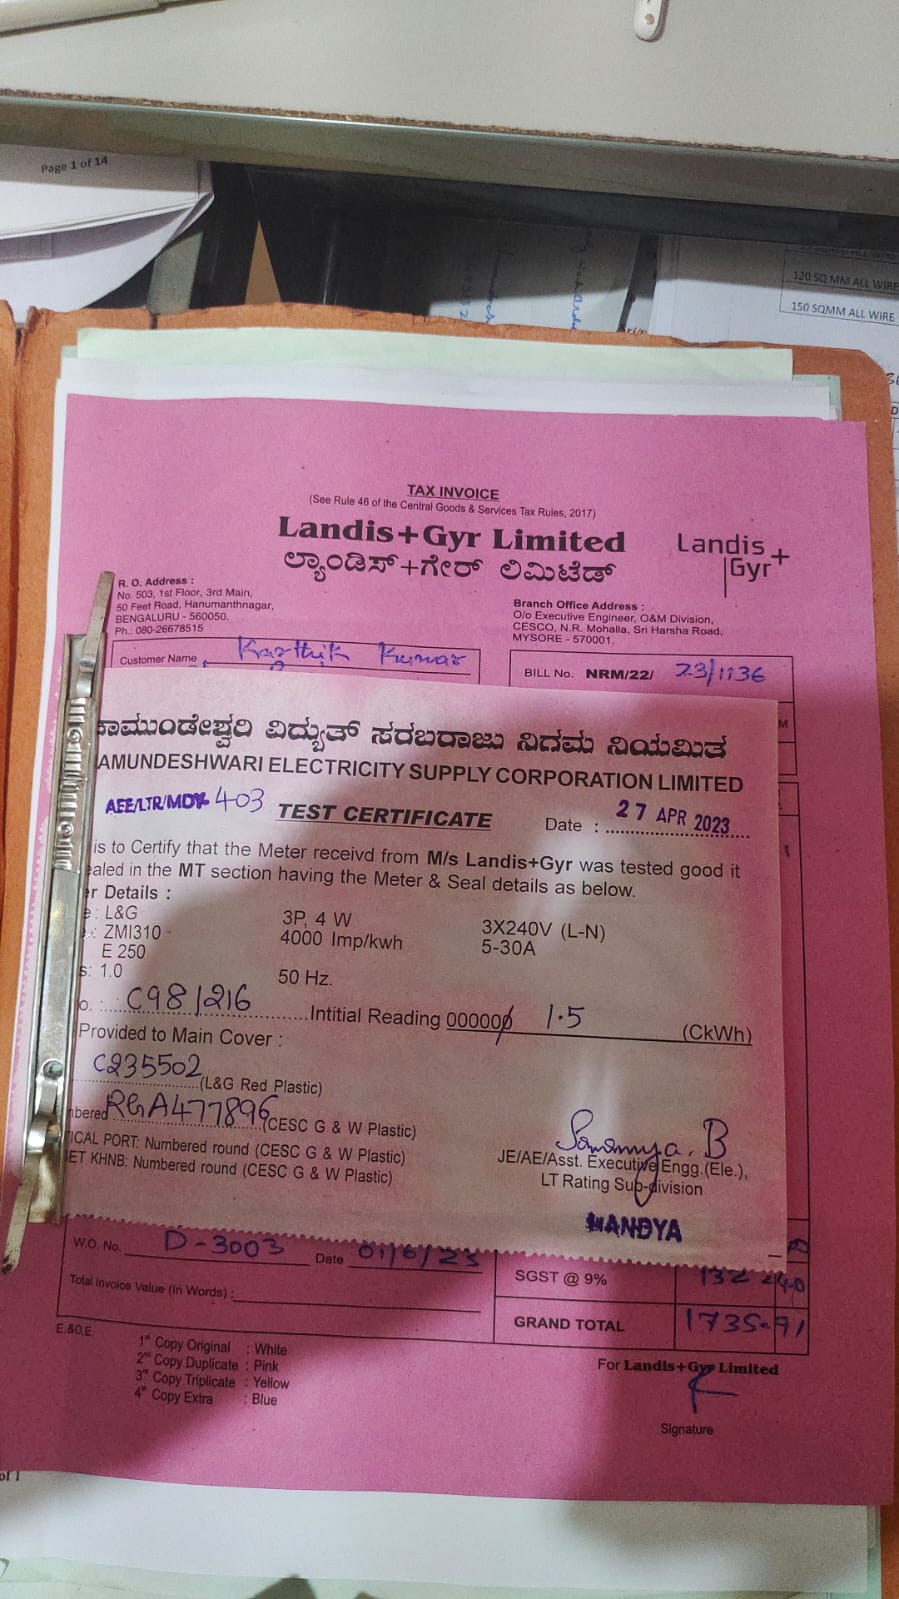 Page 1 of 14
120 SQ.MM ALL WIRE
150 SQMM ALL WIRE
TAX INVOICE
(See Rule 46 of the Central Goods & Services Tax Rules, 2017)
Landis+Gyr Limited
ಲ್ಯಾಂಡಿಸ್+ಗೇರ್ ಲಿಮಿಟೆಡ್
Landis+
Gyr
R. O. Address :
No. 503, 1st Floor, 3rd Main,
50 Feet Road, Hanumanthnagar,
BENGALURU - 560050.
Ph.: 080-26678515
Branch Office Address :
O/o Executive Engineer, O&M Division,
CESCO, N.R. Mohalla, Sri Harsha Road,
MYSORE - 570001.
Customer Name Karthik Kumar
BILL No. NRM/22/ 23/1136
ಕಾಮುಂಡೇಶ್ವರಿ ವಿದ್ಯುತ್ ಸರಬರಾಜು ನಿಗಮ ನಿಯಮಿತ
AMUNDESHWARI ELECTRICITY SUPPLY CORPORATION LIMITED
AEE/LTR/MDY 403
TEST CERTIFICATE
Date : 27 APR 2023
is to Certify that the Meter receivd from M/s Landis+Gyr was tested good it
ealed in the MT section having the Meter & Seal details as below.
er Details :
e: L&G 3P, 4 W 3X240V (L-N)
: ZMI310 4000 Imp/kwh 5-30A
E 250
s: 1.0 50 Hz.
o. : C981216 Intitial Reading 000000 1.5 (CkWh)
Provided to Main Cover :
C235502 (L&G Red Plastic)
nbered RGA477896 (CESC G & W Plastic)
ICAL PORT: Numbered round (CESC G & W Plastic)
ET KHNB: Numbered round (CESC G & W Plastic)
JE/AE/Asst. Executive Engg.(Ele.),
LT Rating Sub-division
MANDYA
W.O. No. D-3003 Date 01/6/23
Total Invoice Value (In Words) :
SGST @ 9% 132 40
GRAND TOTAL 1735-91
E.&O.E.
1st Copy Original : White
2nd Copy Duplicate : Pink
3rd Copy Triplicate : Yellow
4th Copy Extra : Blue
For Landis+Gyr Limited
Signature
of 1